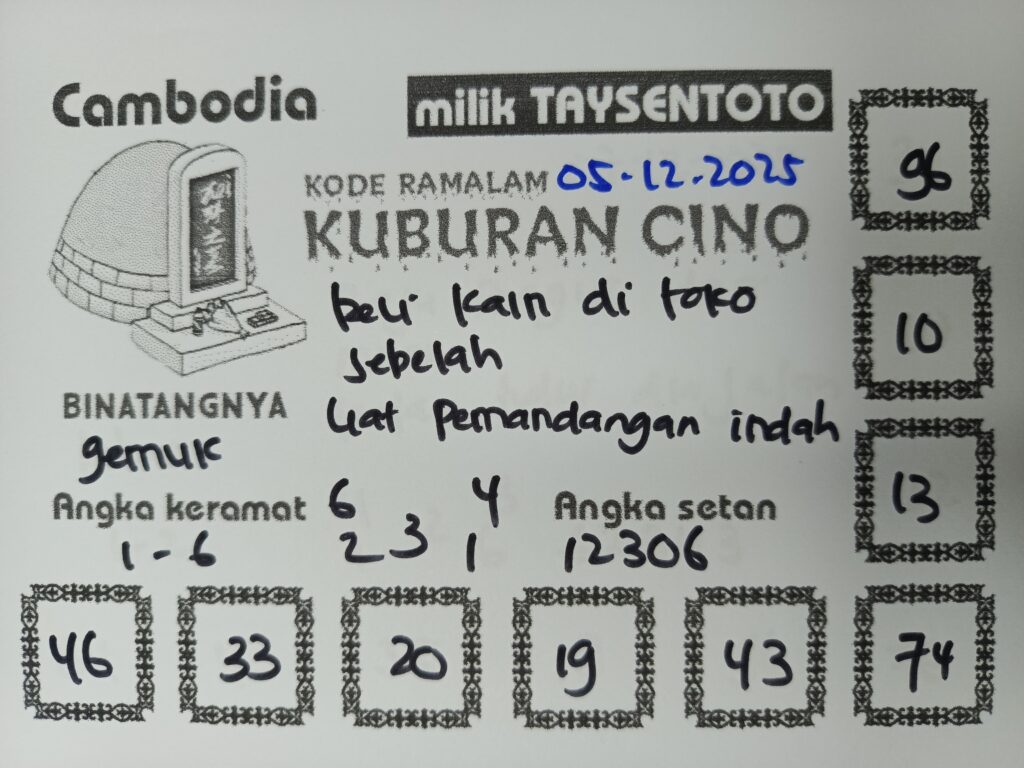 Cambodia
milik TAYSENTOTO
KODE RAMALAM 05-12-2025
KUBURAN CINO
beli kain di toko
sebelah
Liat Pemandangan indah
BINATANGNYA
gemuk
Angka keramat
1-6
6 4
2 3 1
Angka setan
12306
96
10
13
46 33 20 19 43 74